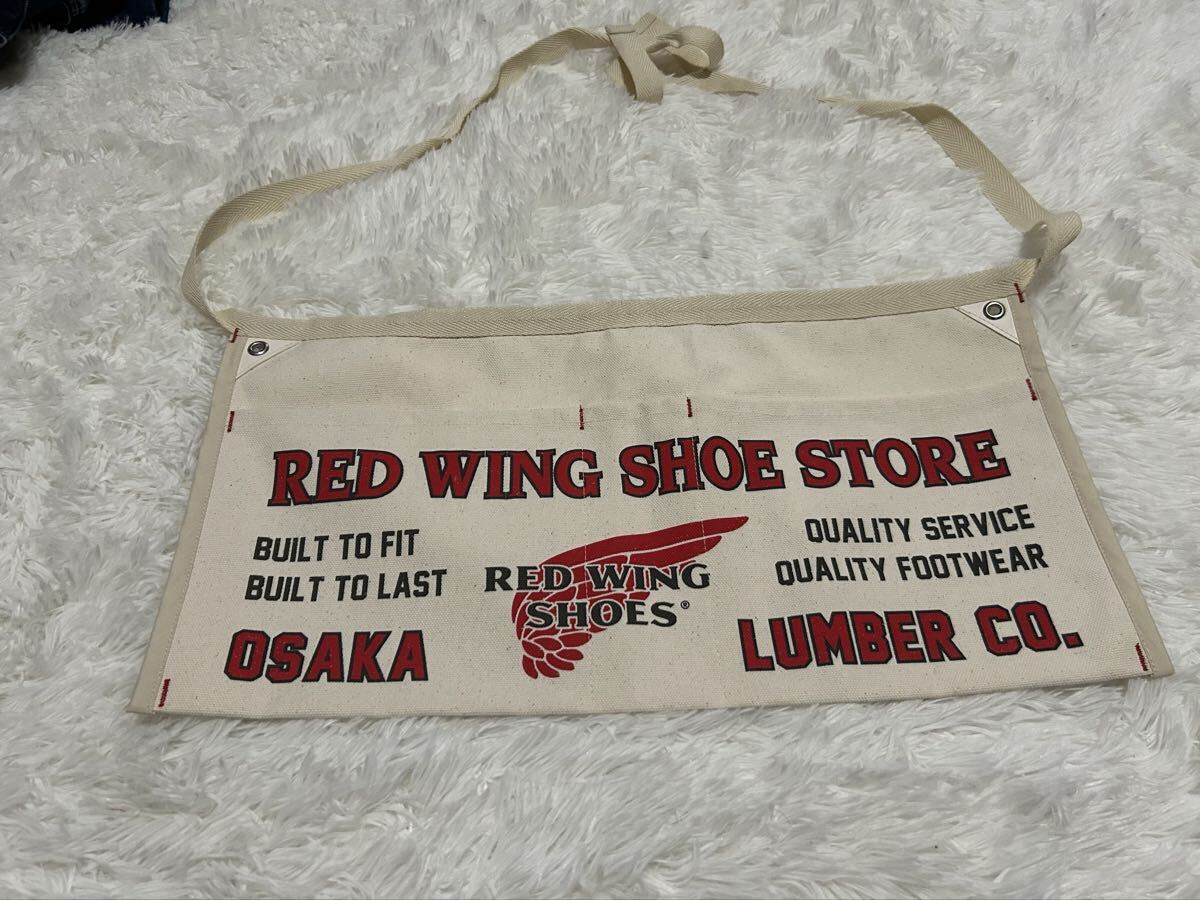 RED WING SHOE STORE
BUILT TO FIT
BUILT TO LAST
OSAKA
RED WING
SHOES®
QUALITY SERVICE
QUALITY FOOTWEAR
LUMBER CO.